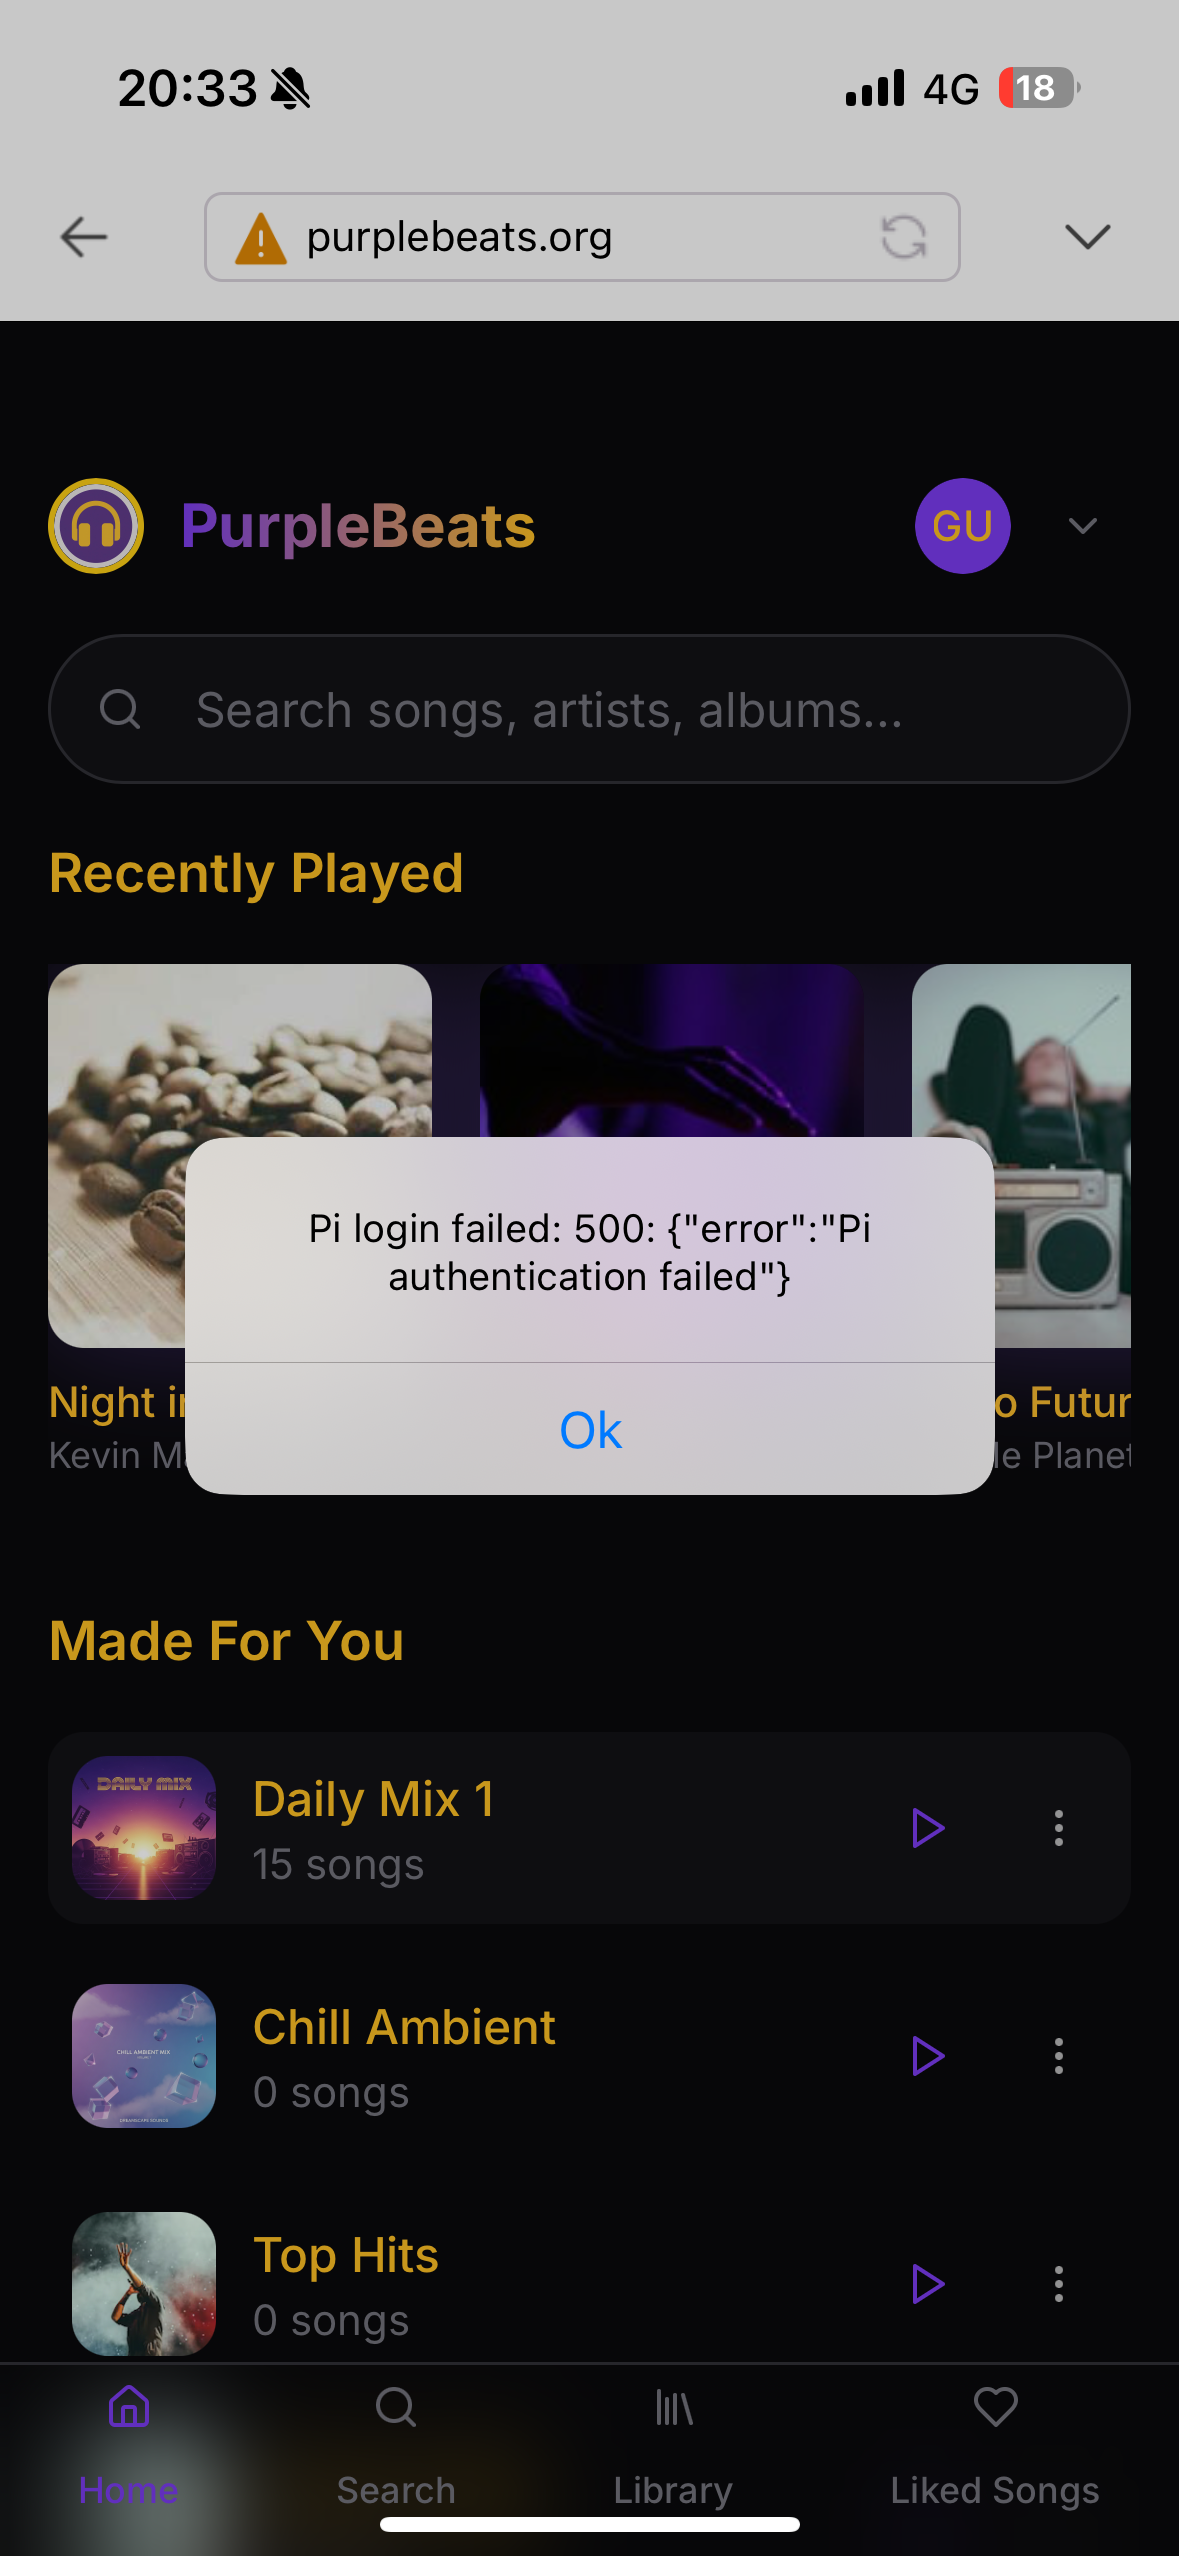 20:33
4G
18
purplebeats.org
PurpleBeats
GU
Search songs, artists, albums...
Recently Played
Pi login failed: 500: {"error":"Pi
authentication failed"}
Ok
Night i
o Futur
Kevin M
le Planet
Made For You
DAILY MIX
Daily Mix 1
15 songs
CHILL AMBIENT MIX
DREAMSCAPE SOUNDS
Chill Ambient
0 songs
Top Hits
0 songs
Home
Search
Library
Liked Songs